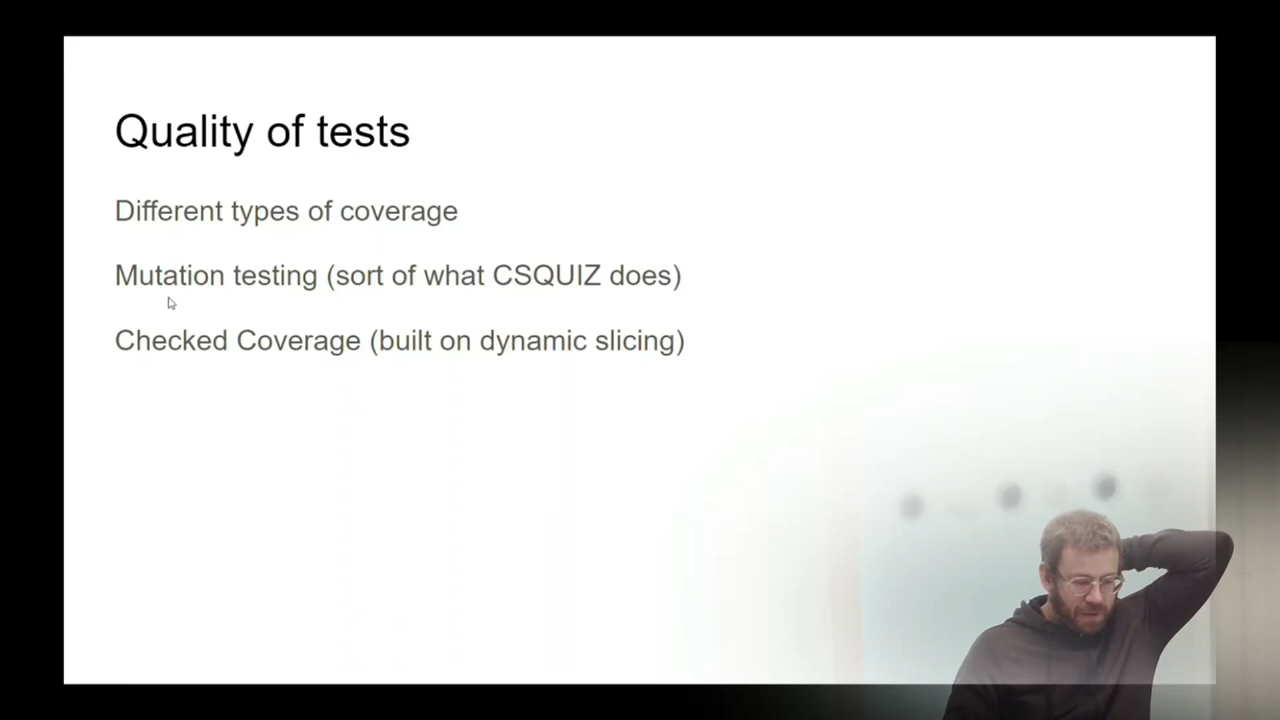 Quality of tests
Different types of coverage
Mutation testing (sort of what CSQUIZ does)
Checked Coverage (built on dynamic slicing)